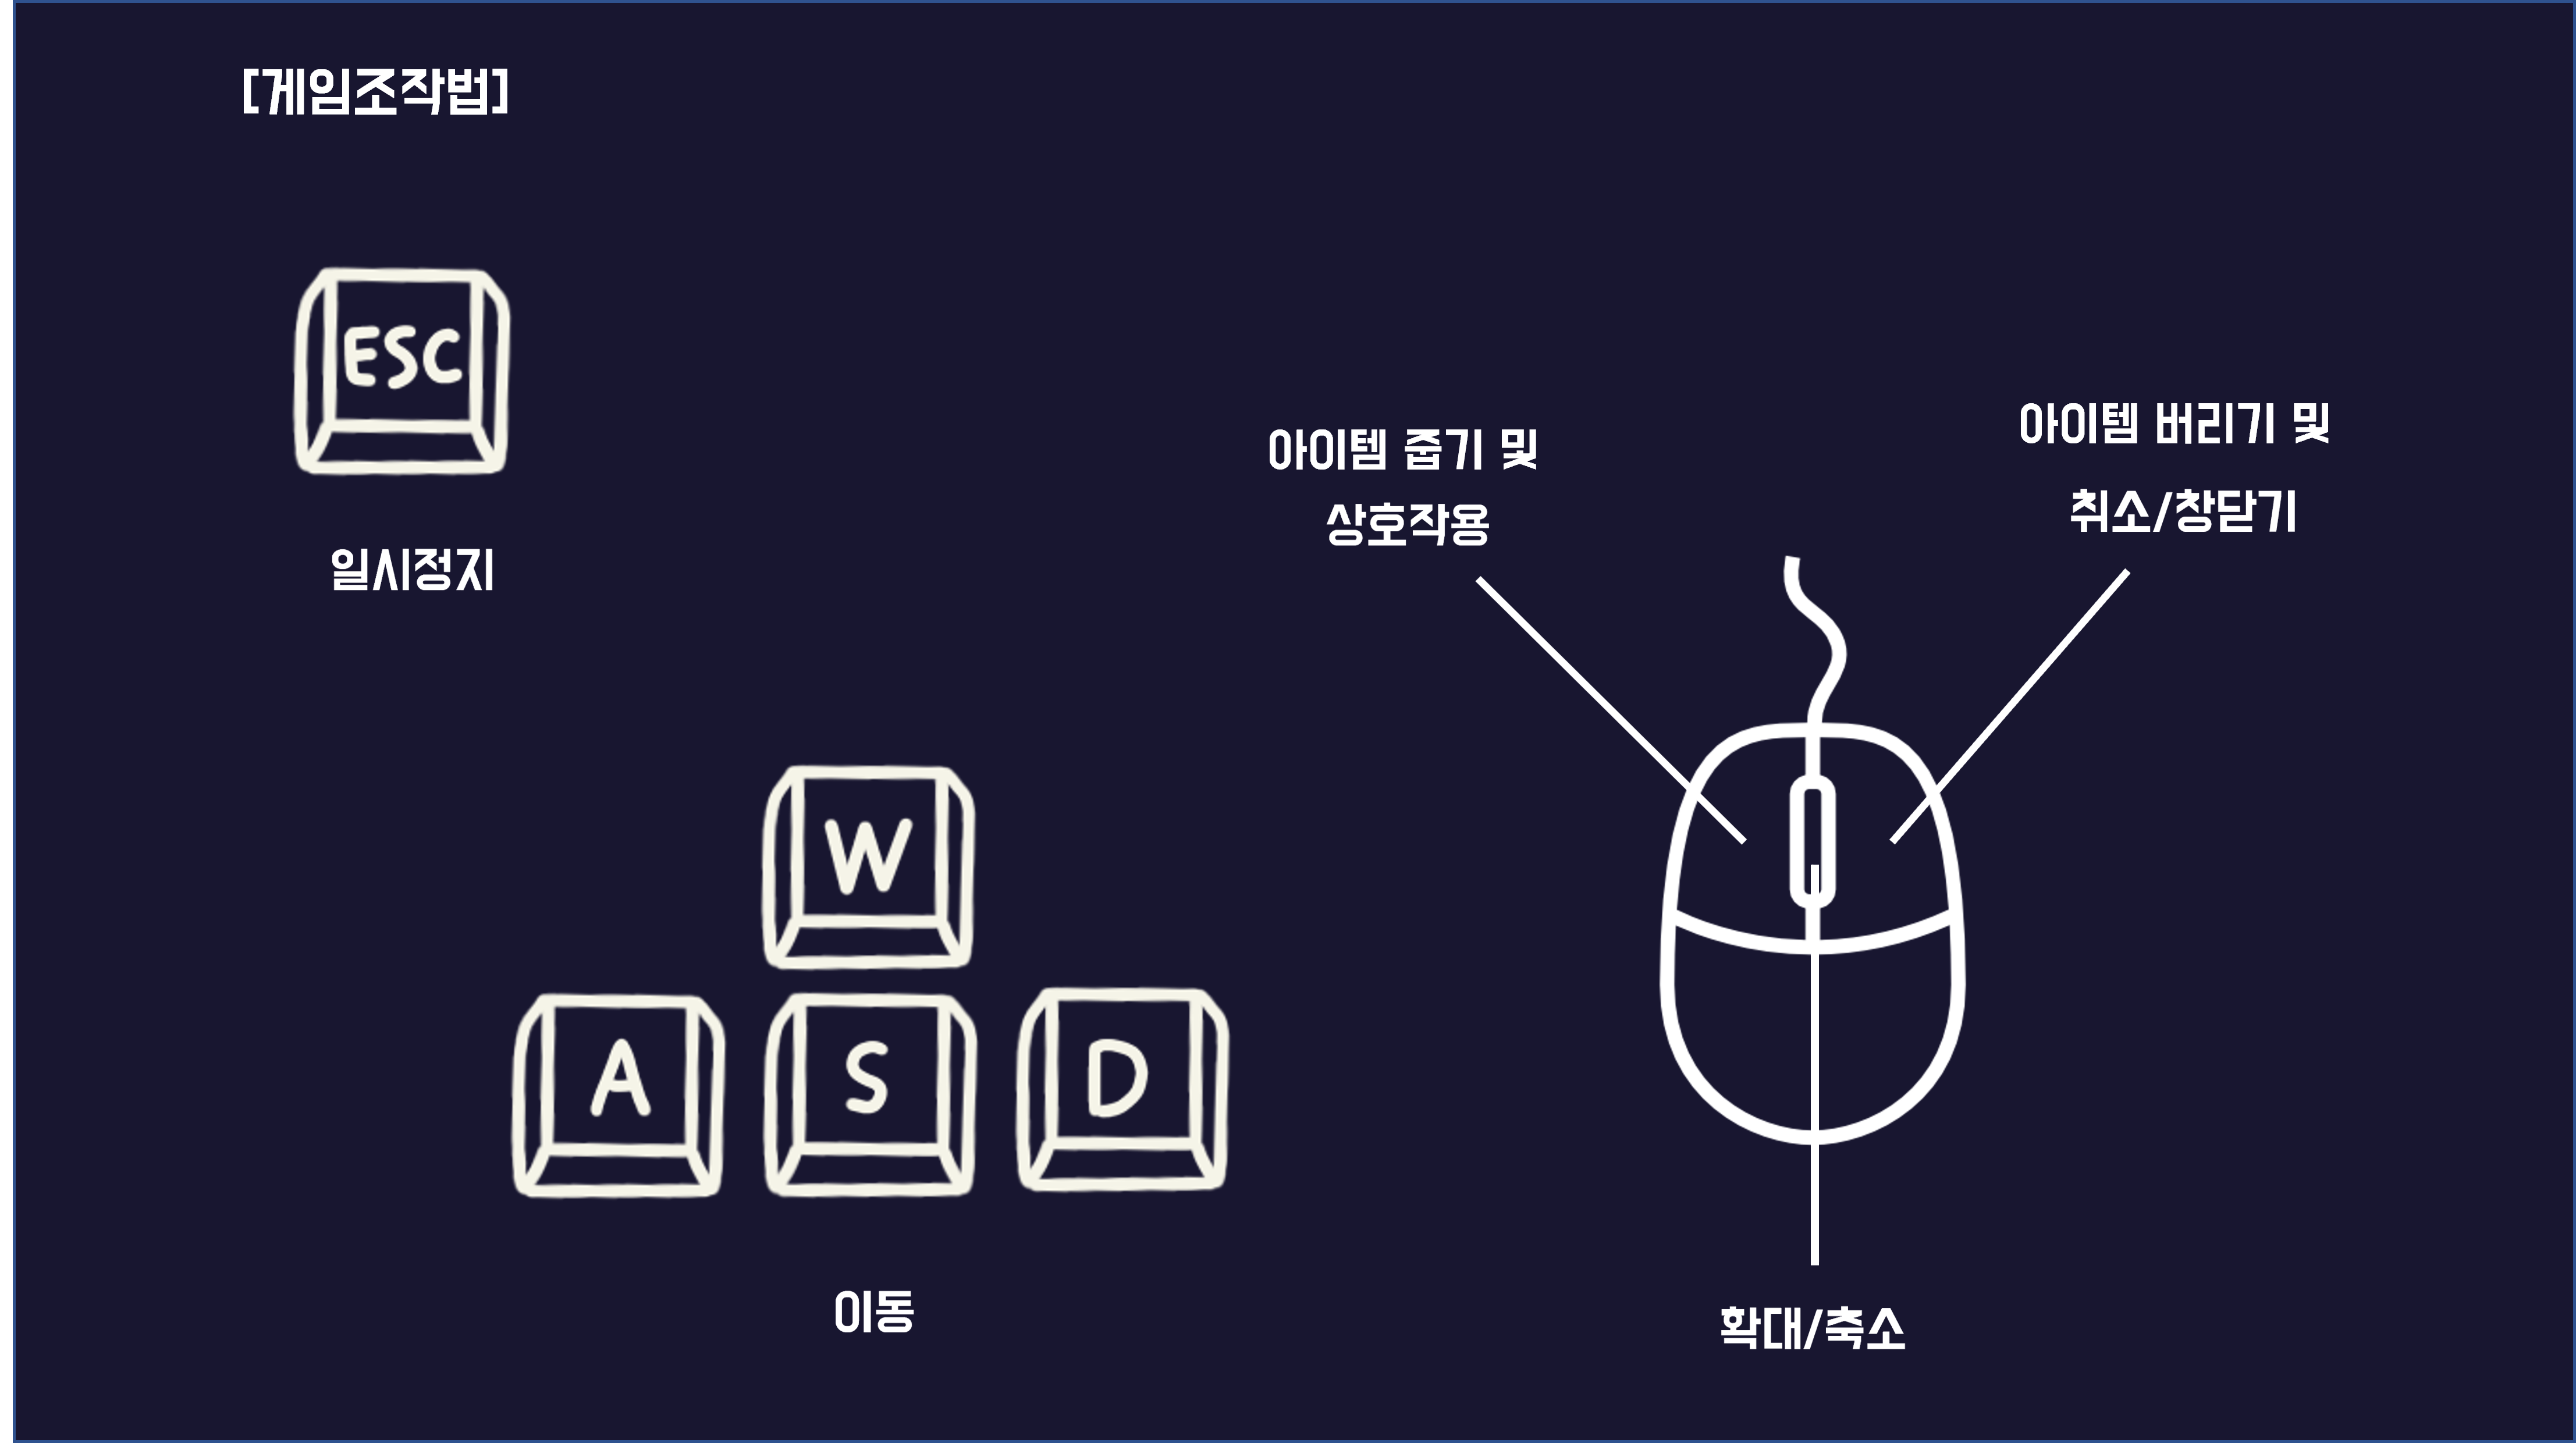 [게임조작법]
ESC
일시정지
아이템 줍기 및
상호작용
아이템 버리기 및
취소/창닫기
W
A S D
이동
확대/축소